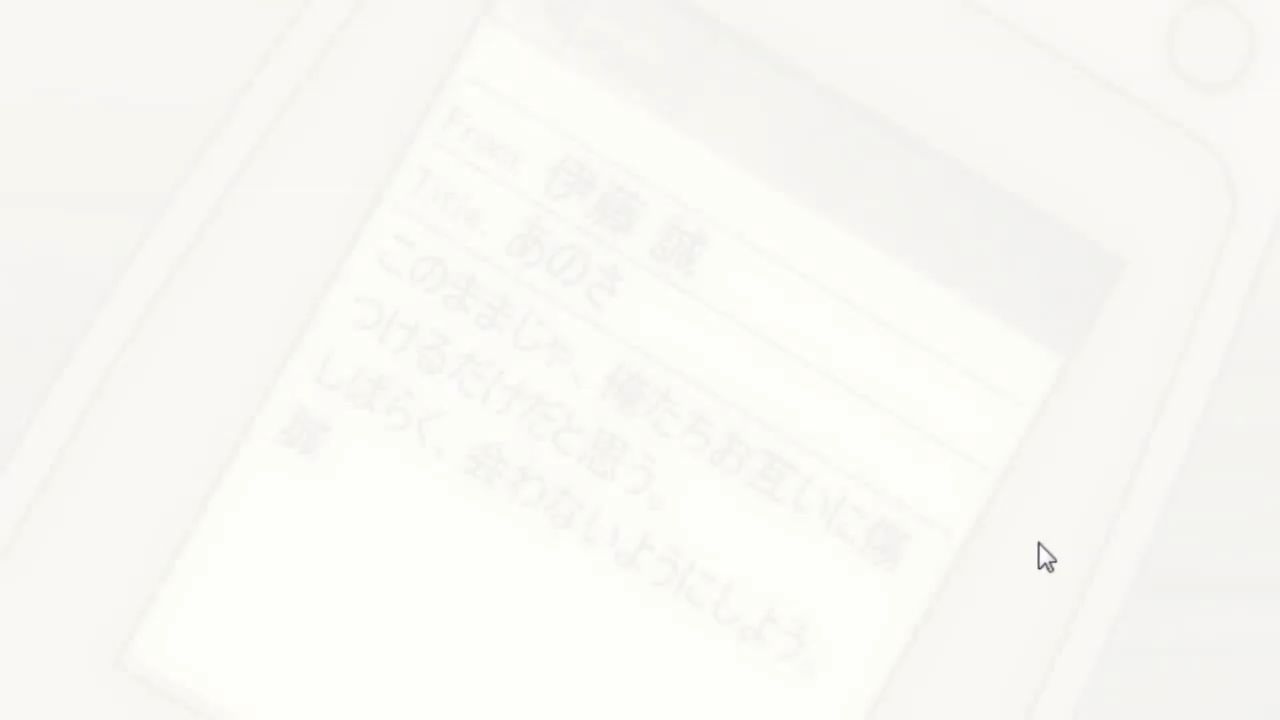 From. 伊藤 誠
Title. あのさ
このままじゃ、俺たちお互いに傷
つけるだけだと思う。
しばらく、会わないようにしよう。
誠